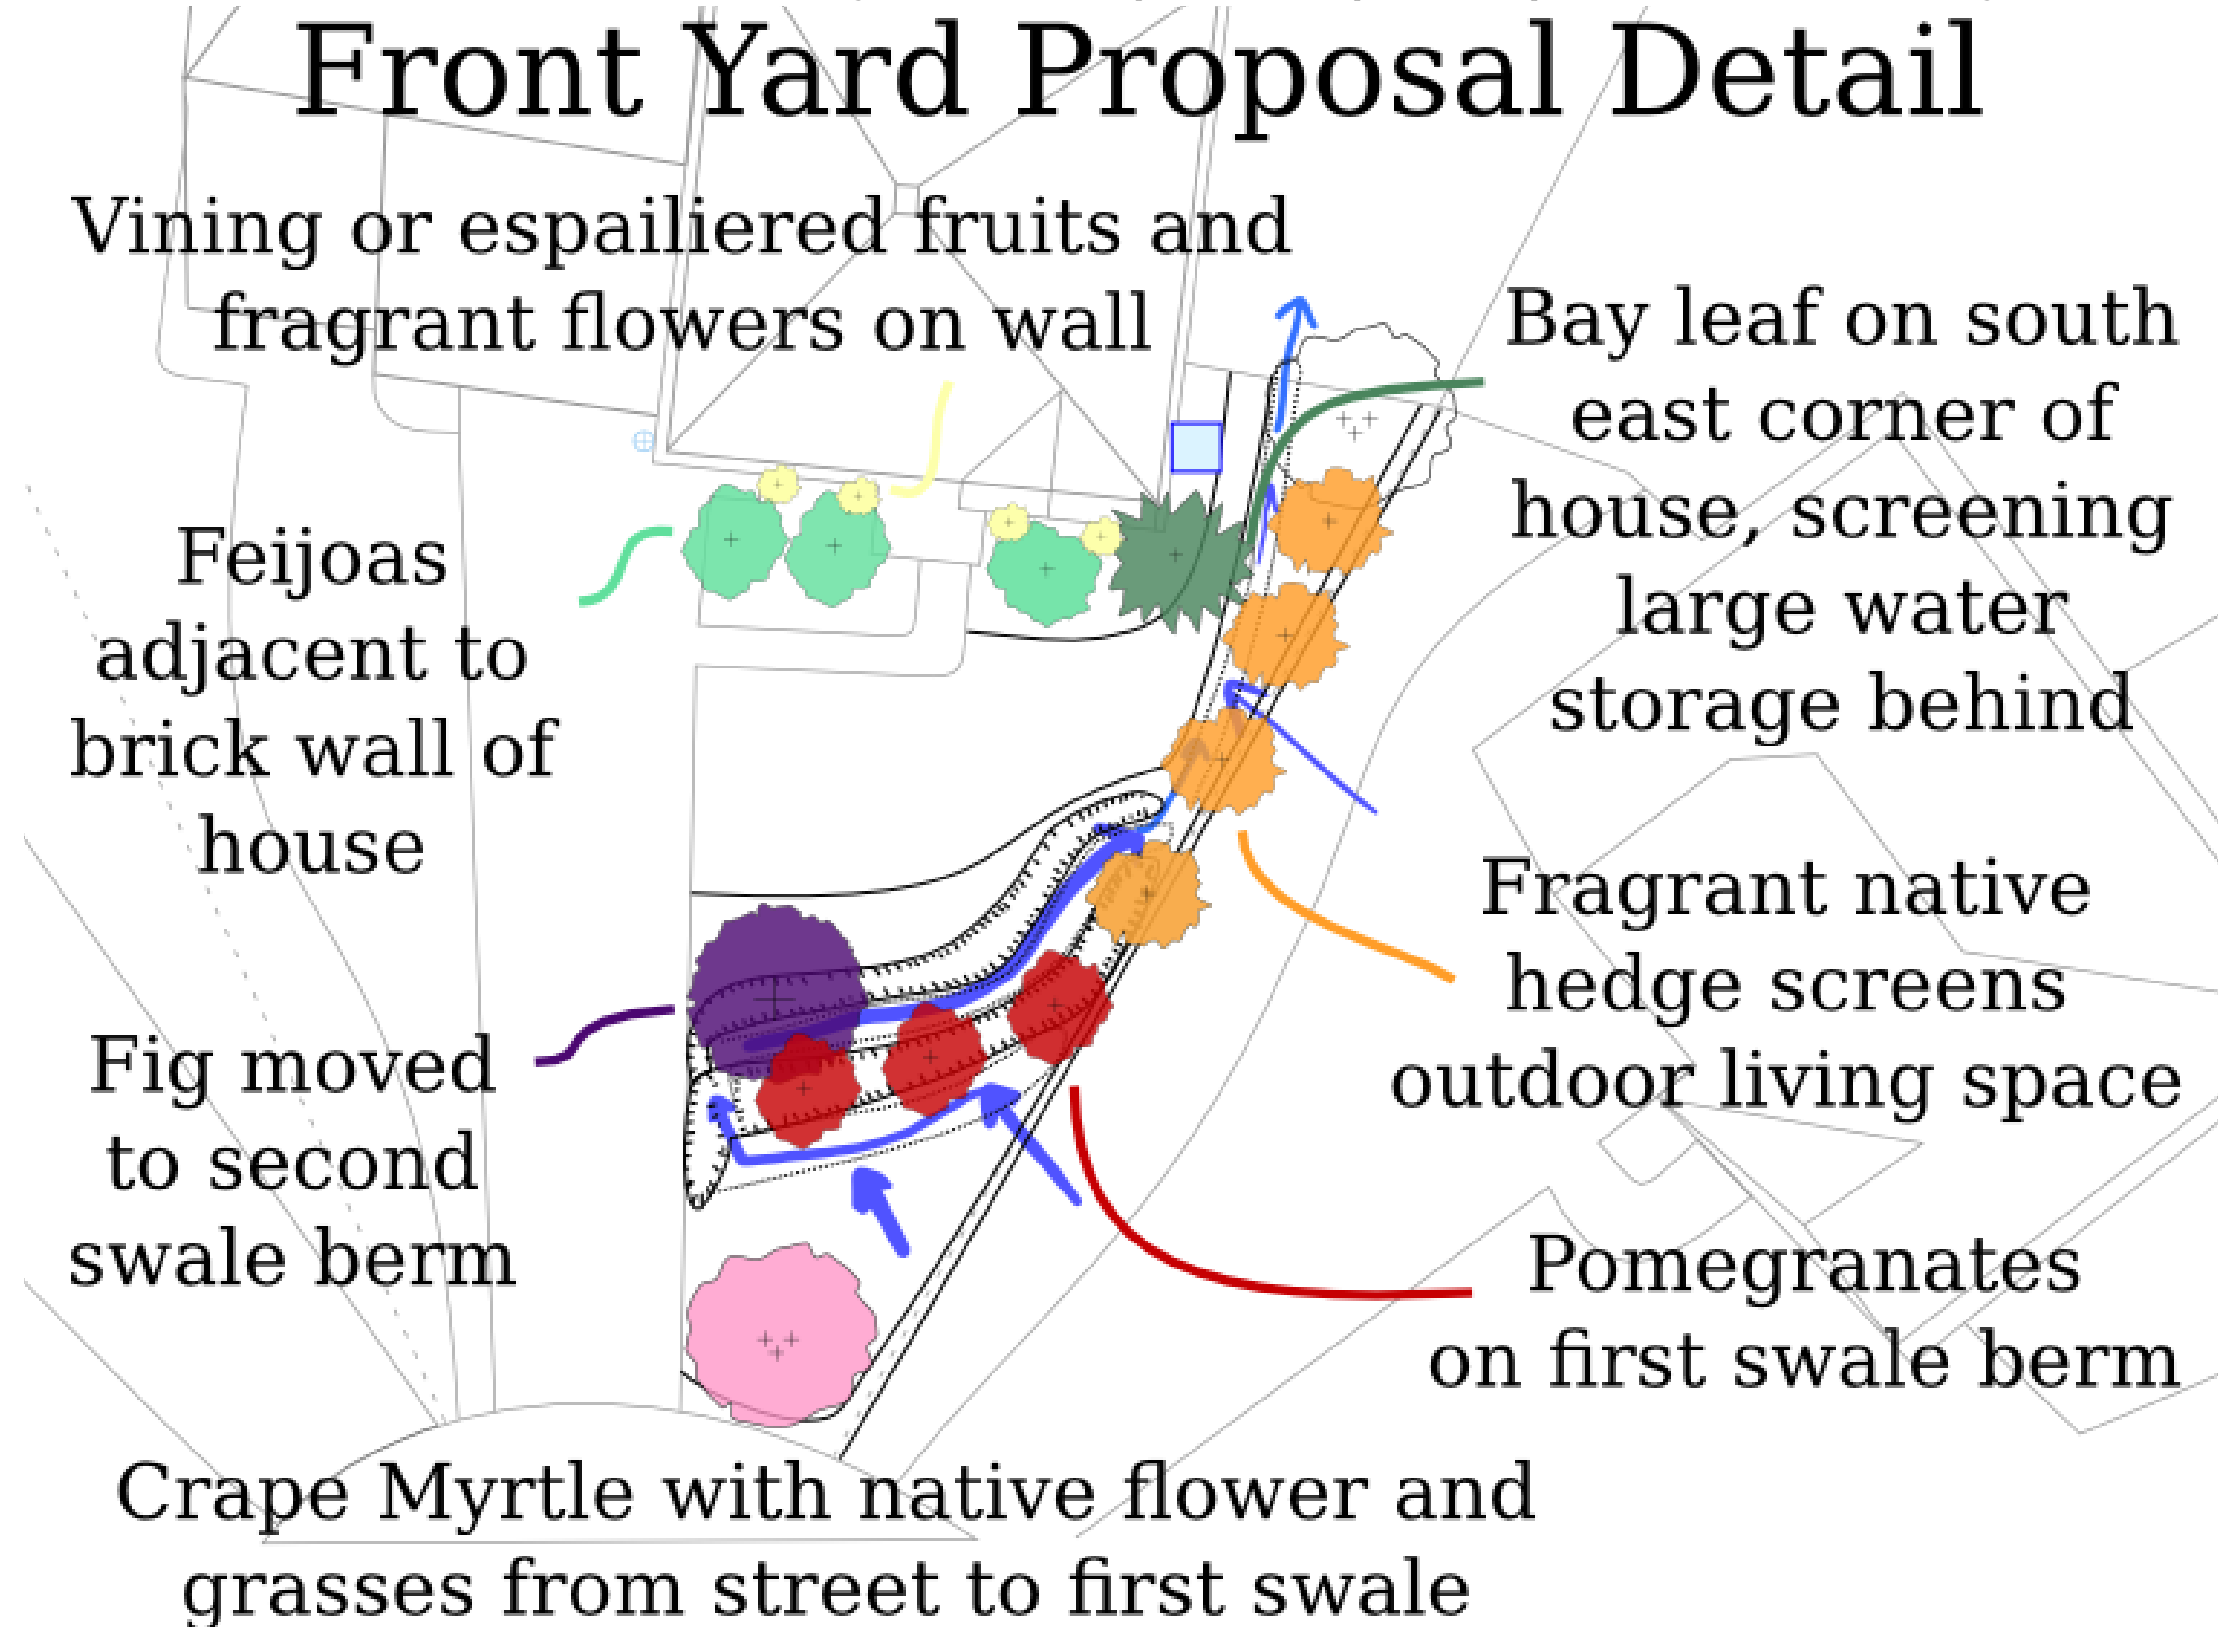 Front Yard Proposal Detail
Vining or espailiered fruits and
fragrant flowers on wall
Bay leaf on south
east corner of
house, screening
large water
storage behind
Feijoas
adjacent to
brick wall of
house
Fragrant native
hedge screens
outdoor living space
Fig moved
to second
swale berm
Pomegranates
on first swale berm
Crape Myrtle with native flower and
grasses from street to first swale